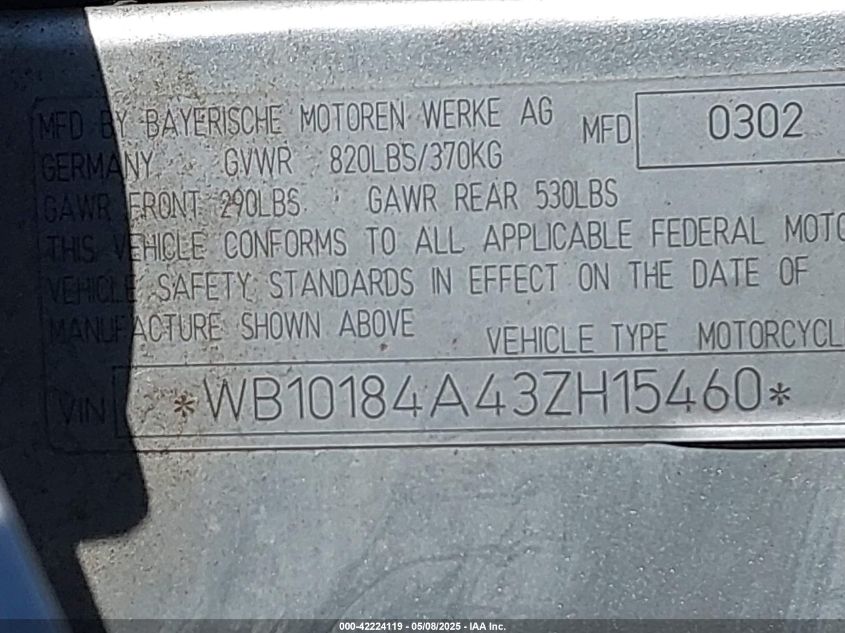 MFD BY BAYERISCHE MOTOREN WERKE AG MFD 0302
GERMANY GVWR 820LBS/370KG
GAWR FRONT 290LBS GAWR REAR 530LBS
THIS VEHICLE CONFORMS TO ALL APPLICABLE FEDERAL MOTO
VEHICLE SAFETY STANDARDS IN EFFECT ON THE DATE OF
MANUFACTURE SHOWN ABOVE
VEHICLE TYPE MOTORCYCL
VIN *WB10184A43ZH15460*
000-42224119 - 05/08/2025 - IAA Inc.